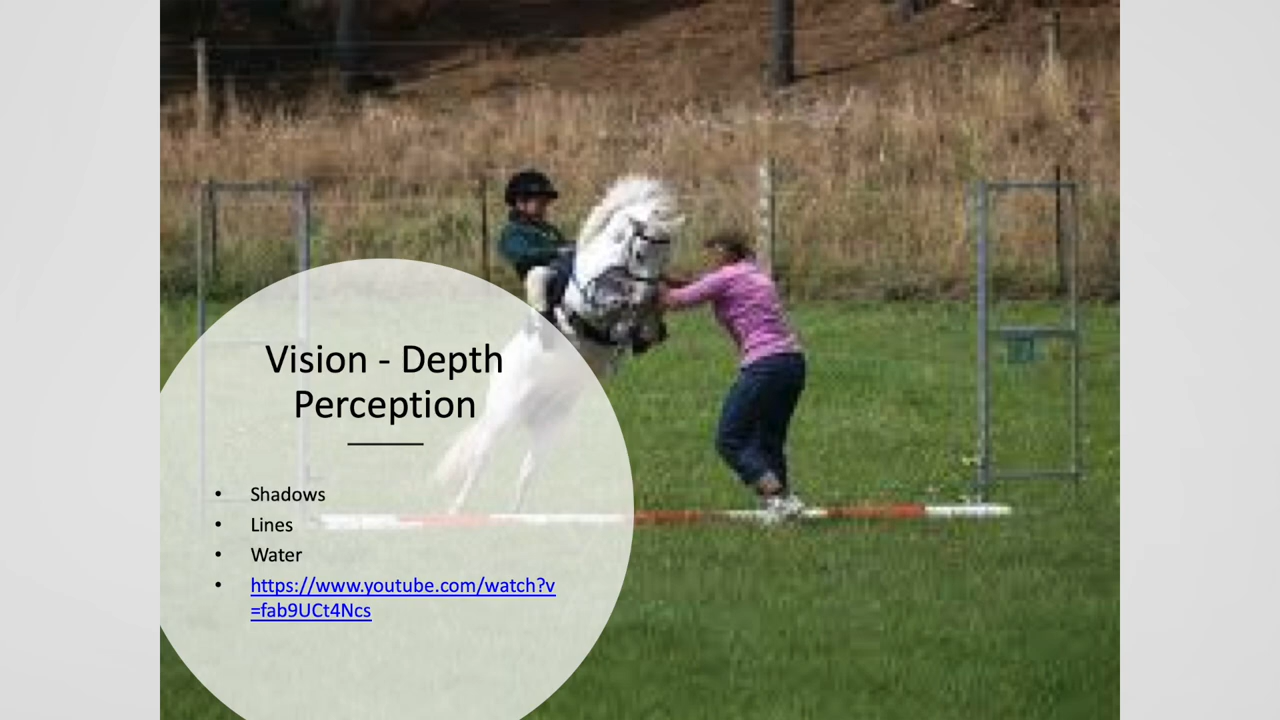 Vision - Depth
Perception
• Shadows
• Lines
• Water
• https://www.youtube.com/watch?v
=fab9UCt4Ncs